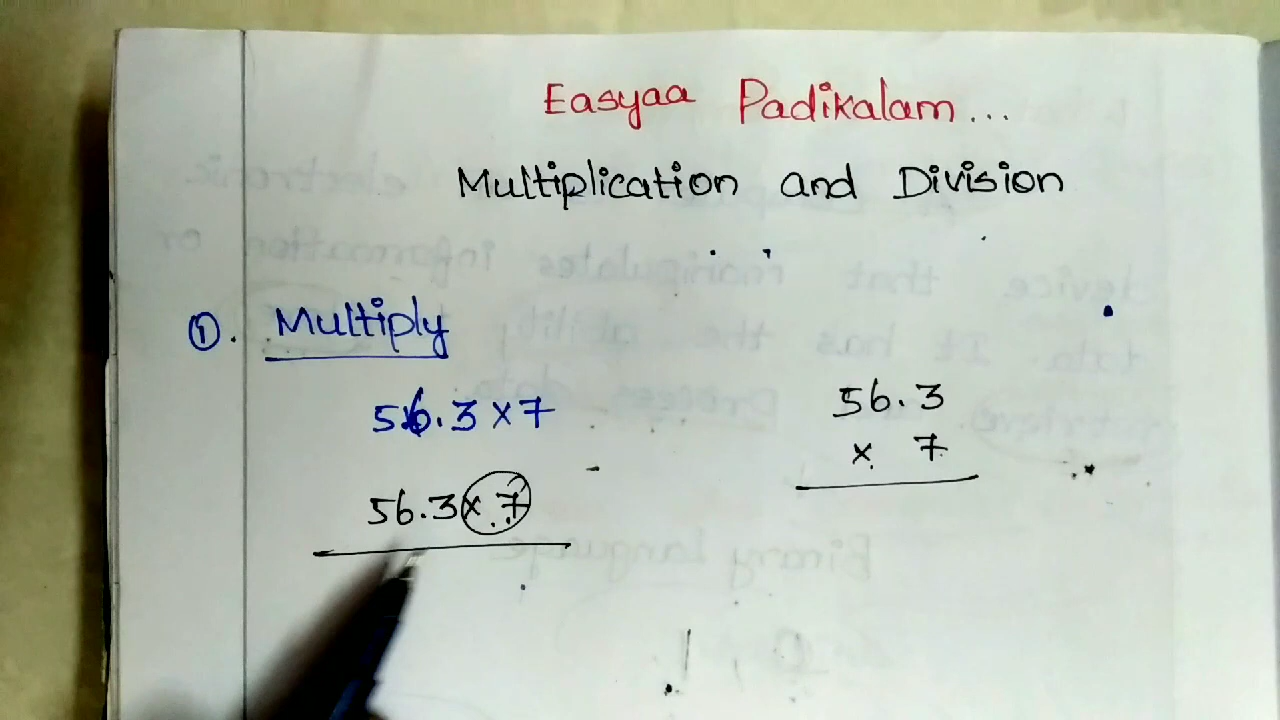 Easyaa Padikalam...
Multiplication and Division
①. Multiply
56.3 x 7
56.3 x 7
56.3
x 7